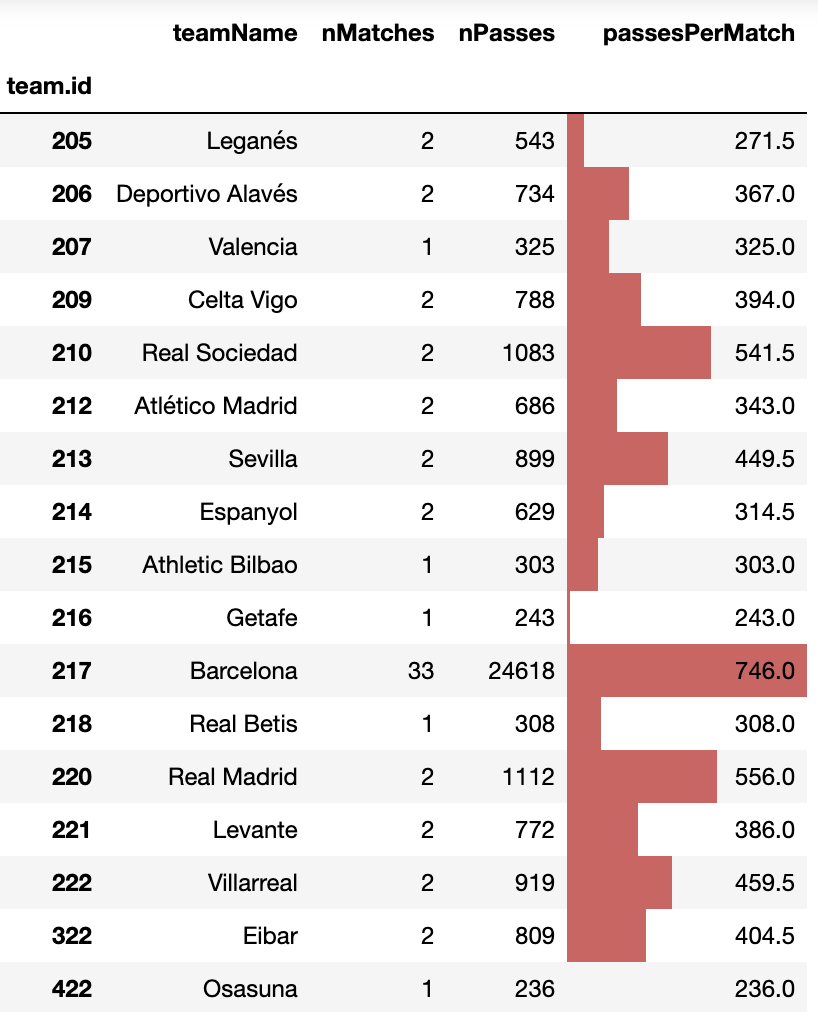 teamName nMatches nPasses passesPerMatch
team.id
205 Leganés 2 543 271.5
206 Deportivo Alavés 2 734 367.0
207 Valencia 1 325 325.0
209 Celta Vigo 2 788 394.0
210 Real Sociedad 2 1083 541.5
212 Atlético Madrid 2 686 343.0
213 Sevilla 2 899 449.5
214 Espanyol 2 629 314.5
215 Athletic Bilbao 1 303 303.0
216 Getafe 1 243 243.0
217 Barcelona 33 24618 746.0
218 Real Betis 1 308 308.0
220 Real Madrid 2 1112 556.0
221 Levante 2 772 386.0
222 Villarreal 2 919 459.5
322 Eibar 2 809 404.5
422 Osasuna 1 236 236.0